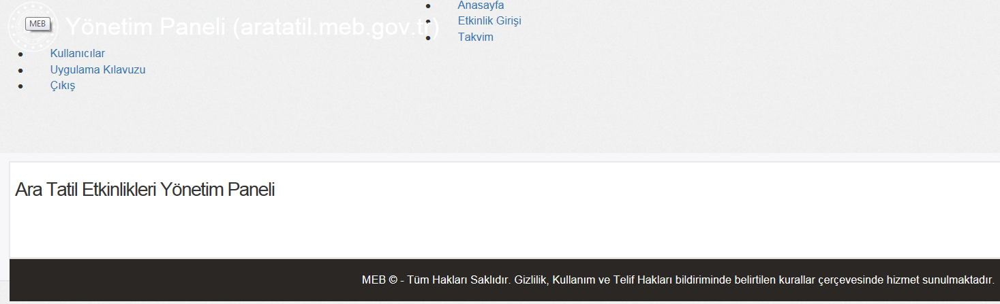 MEB
Yönetim Paneli (aratatil.meb.gov.tr)
Anasayfa
Etkinlik Girişi
Takvim
Kullanıcılar
Uygulama Kılavuzu
Çıkış
Ara Tatil Etkinlikleri Yönetim Paneli
MEB © - Tüm Hakları Saklıdır. Gizlilik, Kullanım ve Telif Hakları bildiriminde belirtilen kurallar çerçevesinde hizmet sunulmaktadır.